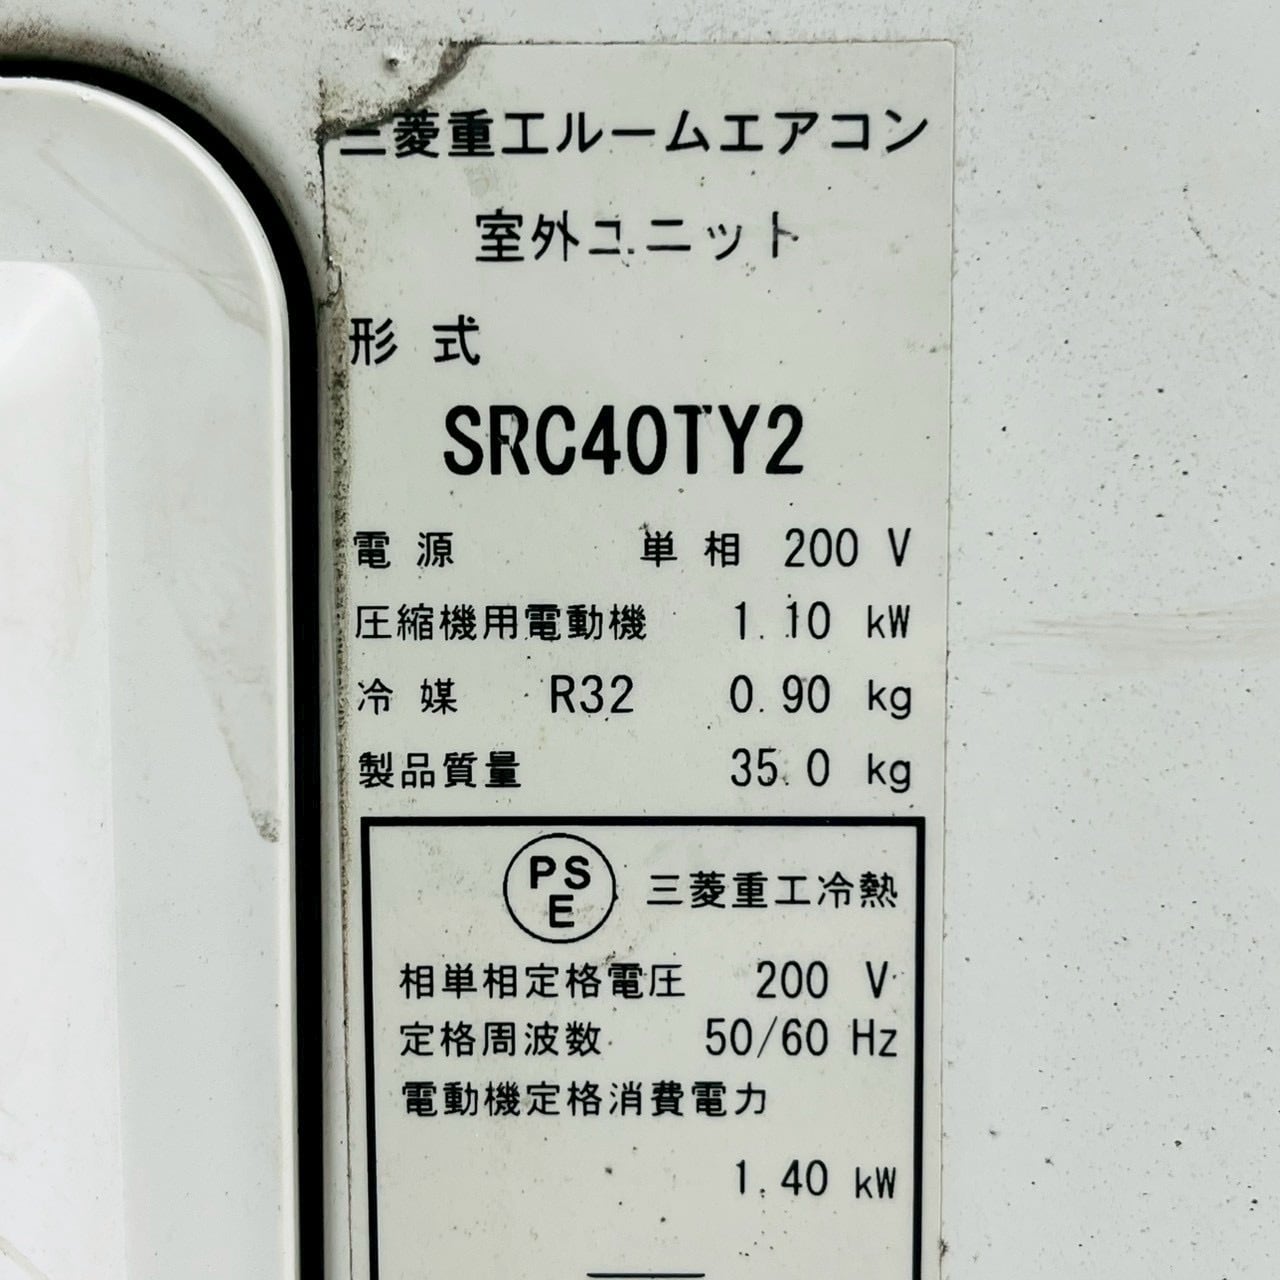 三菱重工ルームエアコン
室外ユニット
形式
SRC40TY2
電源 単相 200 V
圧縮機用電動機 1.10 kW
冷媒 R32 0.90 kg
製品質量 35.0 kg
PS
E
三菱重工冷熱
相単相定格電圧 200 V
定格周波数 50/60 Hz
電動機定格消費電力
1.40 kW